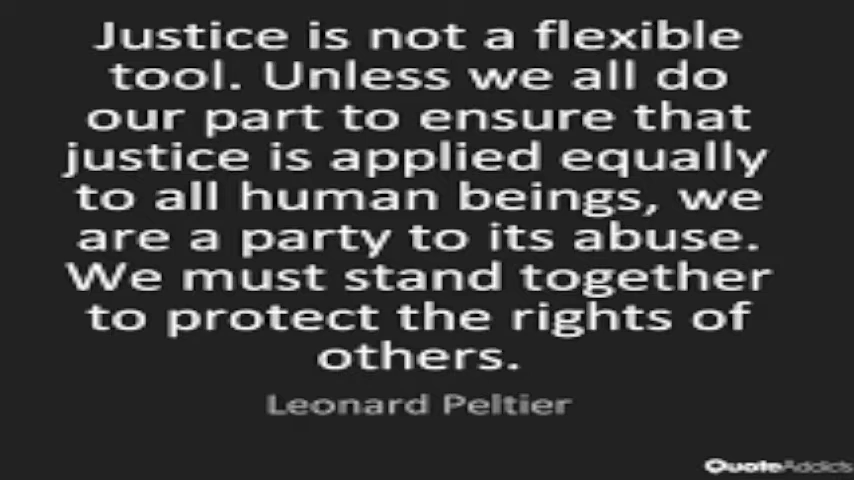 Justice is not a flexible
tool. Unless we all do
our part to ensure that
justice is applied equally
to all human beings, we
are a party to its abuse.
We must stand together
to protect the rights of
others.
Leonard Peltier
QuoteAddicts